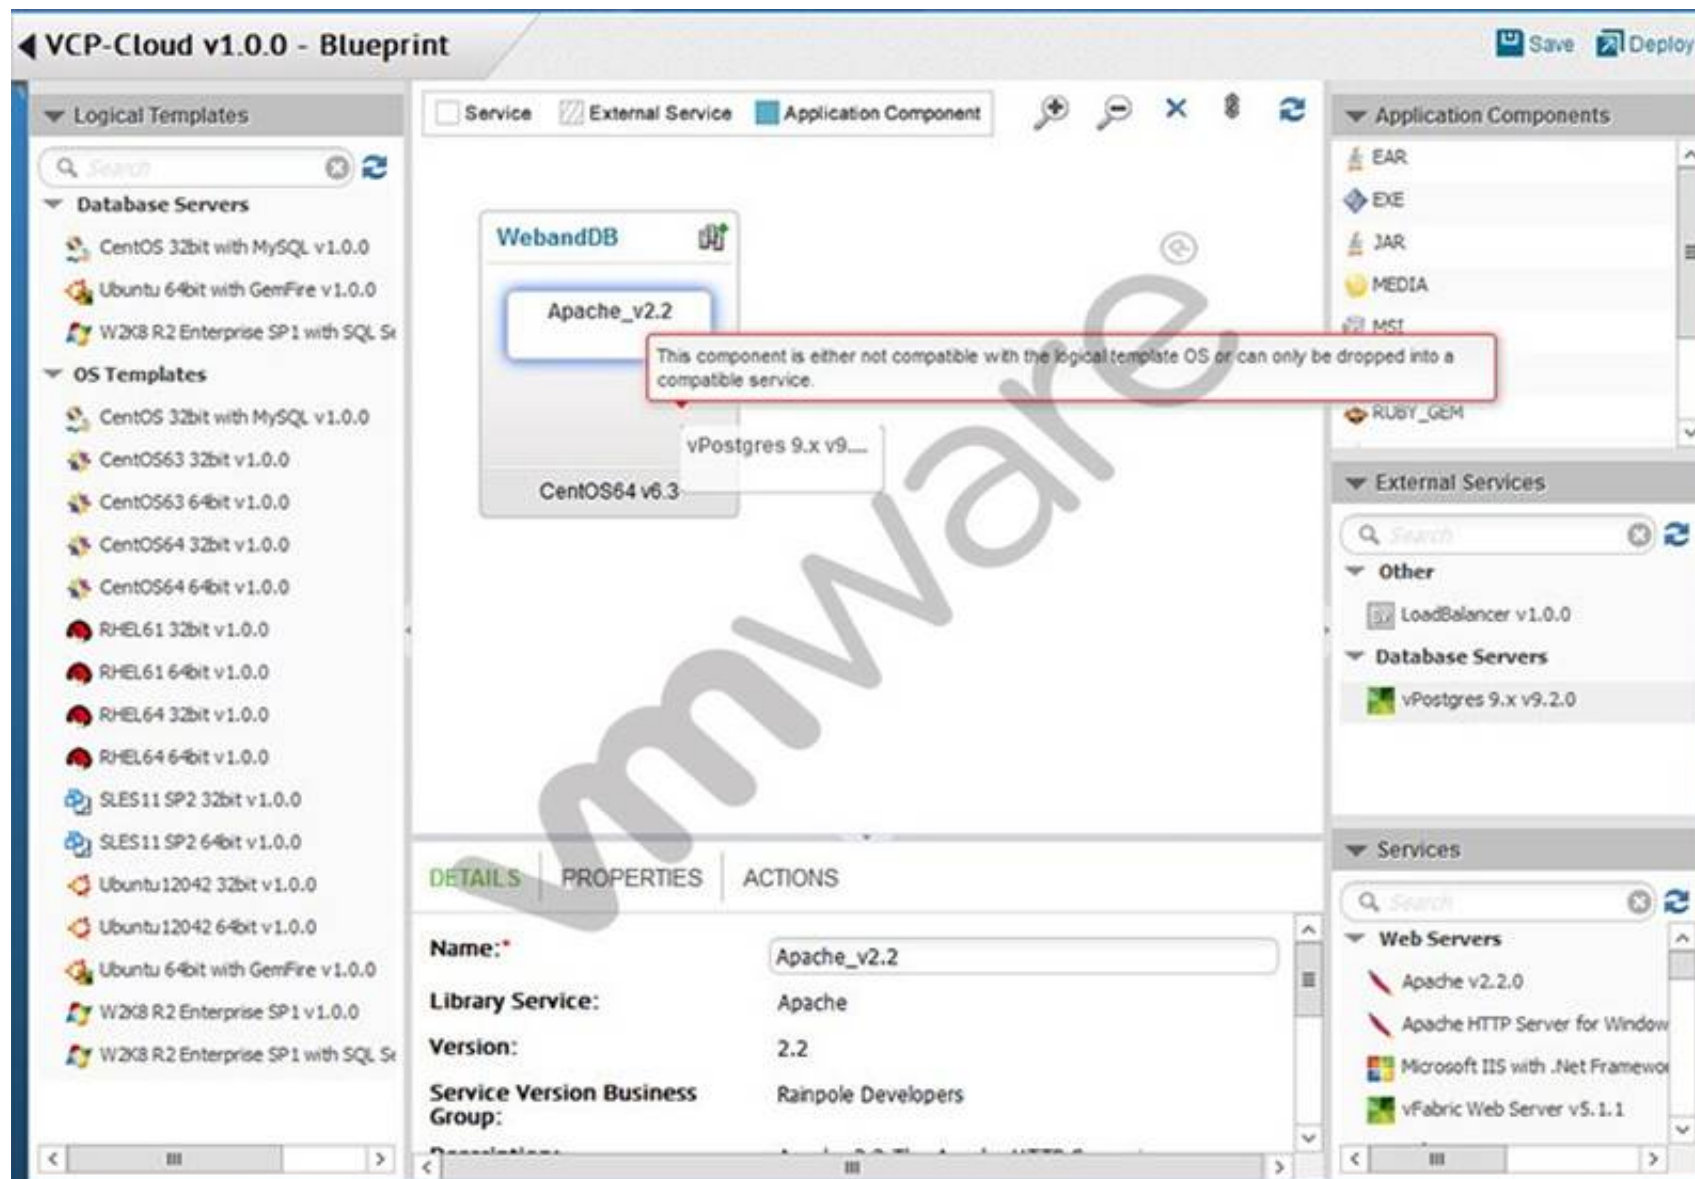 VCP-Cloud v1.0.0 - Blueprint
Save
Deploy
Logical Templates
Search
Database Servers
CentOS 32bit with MySQL v1.0.0
Ubuntu 64bit with GemFire v1.0.0
W2K8 R2 Enterprise SP1 with SQL Se
OS Templates
CentOS 32bit with MySQL v1.0.0
CentOS63 32bit v1.0.0
CentOS63 64bit v1.0.0
CentOS64 32bit v1.0.0
CentOS64 64bit v1.0.0
RHEL61 32bit v1.0.0
RHEL61 64bit v1.0.0
RHEL64 32bit v1.0.0
RHEL64 64bit v1.0.0
SLES11 SP2 32bit v1.0.0
SLES11 SP2 64bit v1.0.0
Ubuntu12042 32bit v1.0.0
Ubuntu12042 64bit v1.0.0
Ubuntu 64bit with GemFire v1.0.0
W2K8 R2 Enterprise SP1 v1.0.0
W2K8 R2 Enterprise SP1 with SQL Se
Service
External Service
Application Component
WebandDB
Apache_v2.2
This component is either not compatible with the logical template OS or can only be dropped into a
compatible service.
vPostgres 9.x v9....
CentOS64 v6.3
vmware®
DETAILS
PROPERTIES
ACTIONS
Name:*
Apache_v2.2
Library Service:
Apache
Version:
2.2
Service Version Business
Group:
Rainpole Developers
Application Components
EAR
EXE
JAR
MEDIA
MSI
RUBY_GEM
External Services
Search
Other
LoadBalancer v1.0.0
Database Servers
vPostgres 9.x v9.2.0
Services
Search
Web Servers
Apache v2.2.0
Apache HTTP Server for Window
Microsoft IIS with .Net Framewor
vFabric Web Server v5.1.1